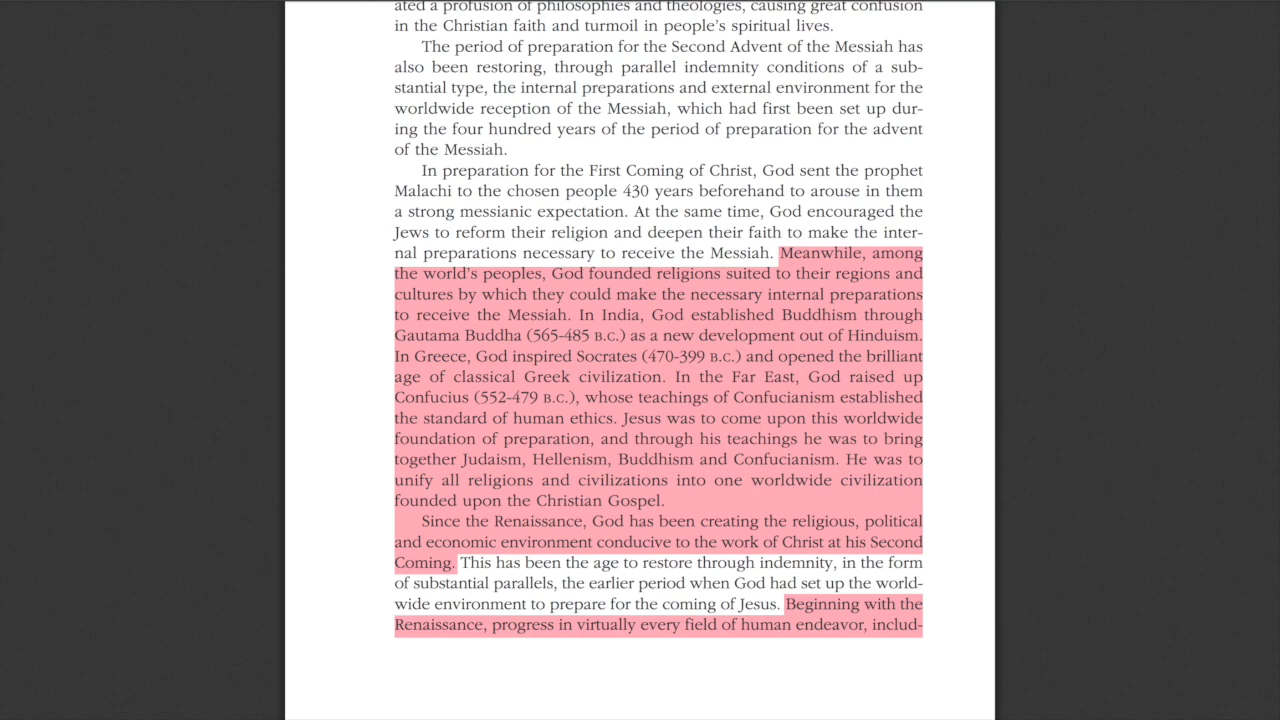 ated a profusion of philosophies and theologies, causing great confusion
in the Christian faith and turmoil in people's spiritual lives.
The period of preparation for the Second Advent of the Messiah has
also been restoring, through parallel indemnity conditions of a sub-
stantial type, the internal preparations and external environment for the
worldwide reception of the Messiah, which had first been set up dur-
ing the four hundred years of the period of preparation for the advent
of the Messiah.
In preparation for the First Coming of Christ, God sent the prophet
Malachi to the chosen people 430 years beforehand to arouse in them
a strong messianic expectation. At the same time, God encouraged the
Jews to reform their religion and deepen their faith to make the inter-
nal preparations necessary to receive the Messiah. Meanwhile, among
the world's peoples, God founded religions suited to their regions and
cultures by which they could make the necessary internal preparations
to receive the Messiah. In India, God established Buddhism through
Gautama Buddha (565-485 B.C.) as a new development out of Hinduism.
In Greece, God inspired Socrates (470-399 B.C.) and opened the brilliant
age of classical Greek civilization. In the Far East, God raised up
Confucius (552-479 B.C.), whose teachings of Confucianism established
the standard of human ethics. Jesus was to come upon this worldwide
foundation of preparation, and through his teachings he was to bring
together Judaism, Hellenism, Buddhism and Confucianism. He was to
unify all religions and civilizations into one worldwide civilization
founded upon the Christian Gospel.
Since the Renaissance, God has been creating the religious, political
and economic environment conducive to the work of Christ at his Second
Coming. This has been the age to restore through indemnity, in the form
of substantial parallels, the earlier period when God had set up the world-
wide environment to prepare for the coming of Jesus. Beginning with the
Renaissance, progress in virtually every field of human endeavor, includ-